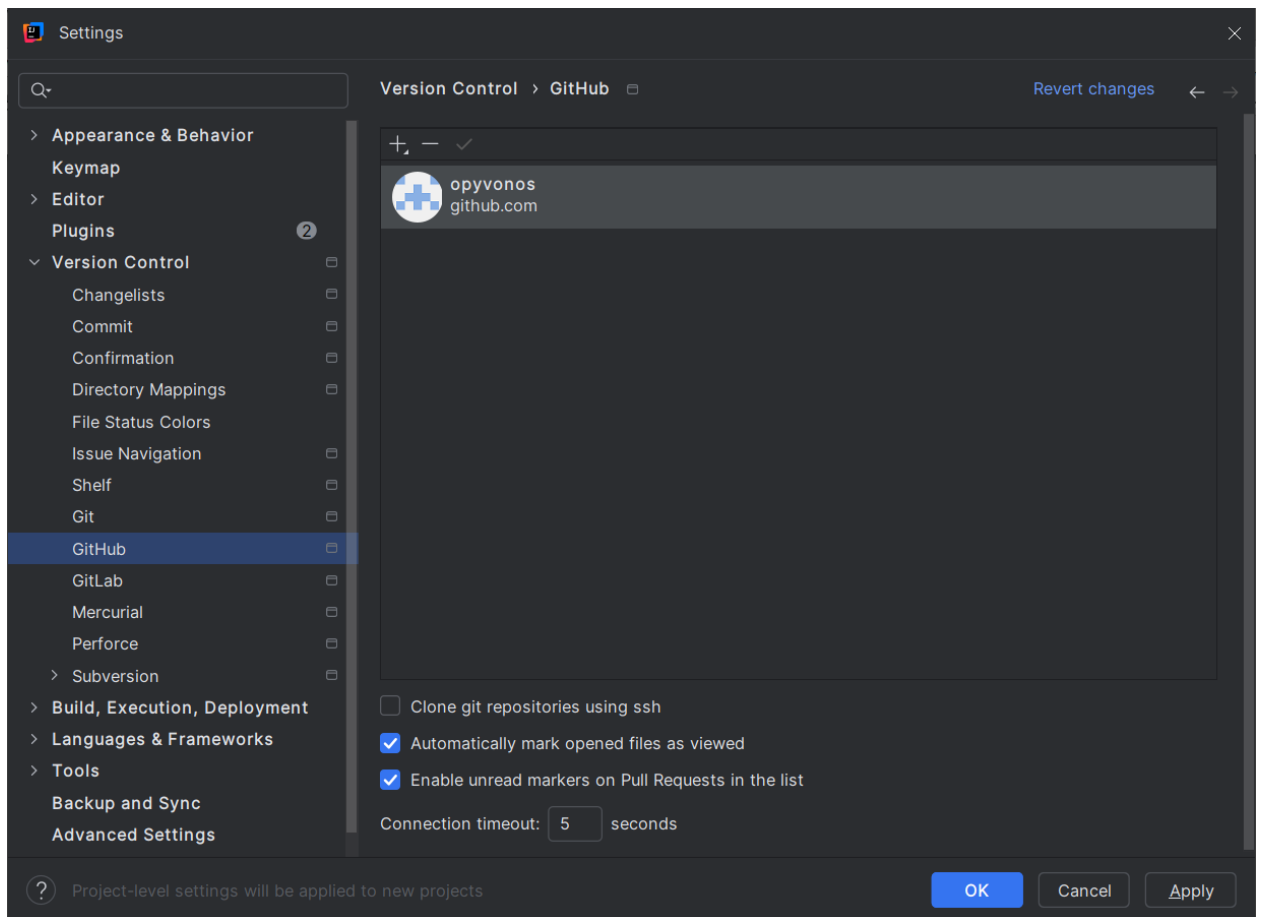 Settings
Version Control › GitHub
Revert changes
Appearance & Behavior
Keymap
Editor
Plugins 2
Version Control
Changelists
Commit
Confirmation
Directory Mappings
File Status Colors
Issue Navigation
Shelf
Git
GitHub
GitLab
Mercurial
Perforce
Subversion
Build, Execution, Deployment
Languages & Frameworks
Tools
Backup and Sync
Advanced Settings
opyvonos
github.com
Clone git repositories using ssh
Automatically mark opened files as viewed
Enable unread markers on Pull Requests in the list
Connection timeout: 5 seconds
? Project-level settings will be applied to new projects
OK Cancel Apply